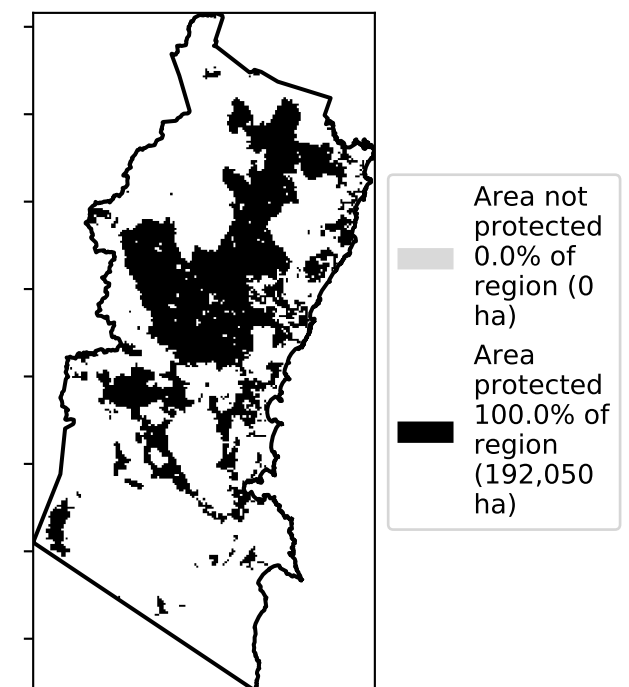 Area not
protected
0.0% of
region (0
ha)
Area
protected
100.0% of
region
(192,050
ha)